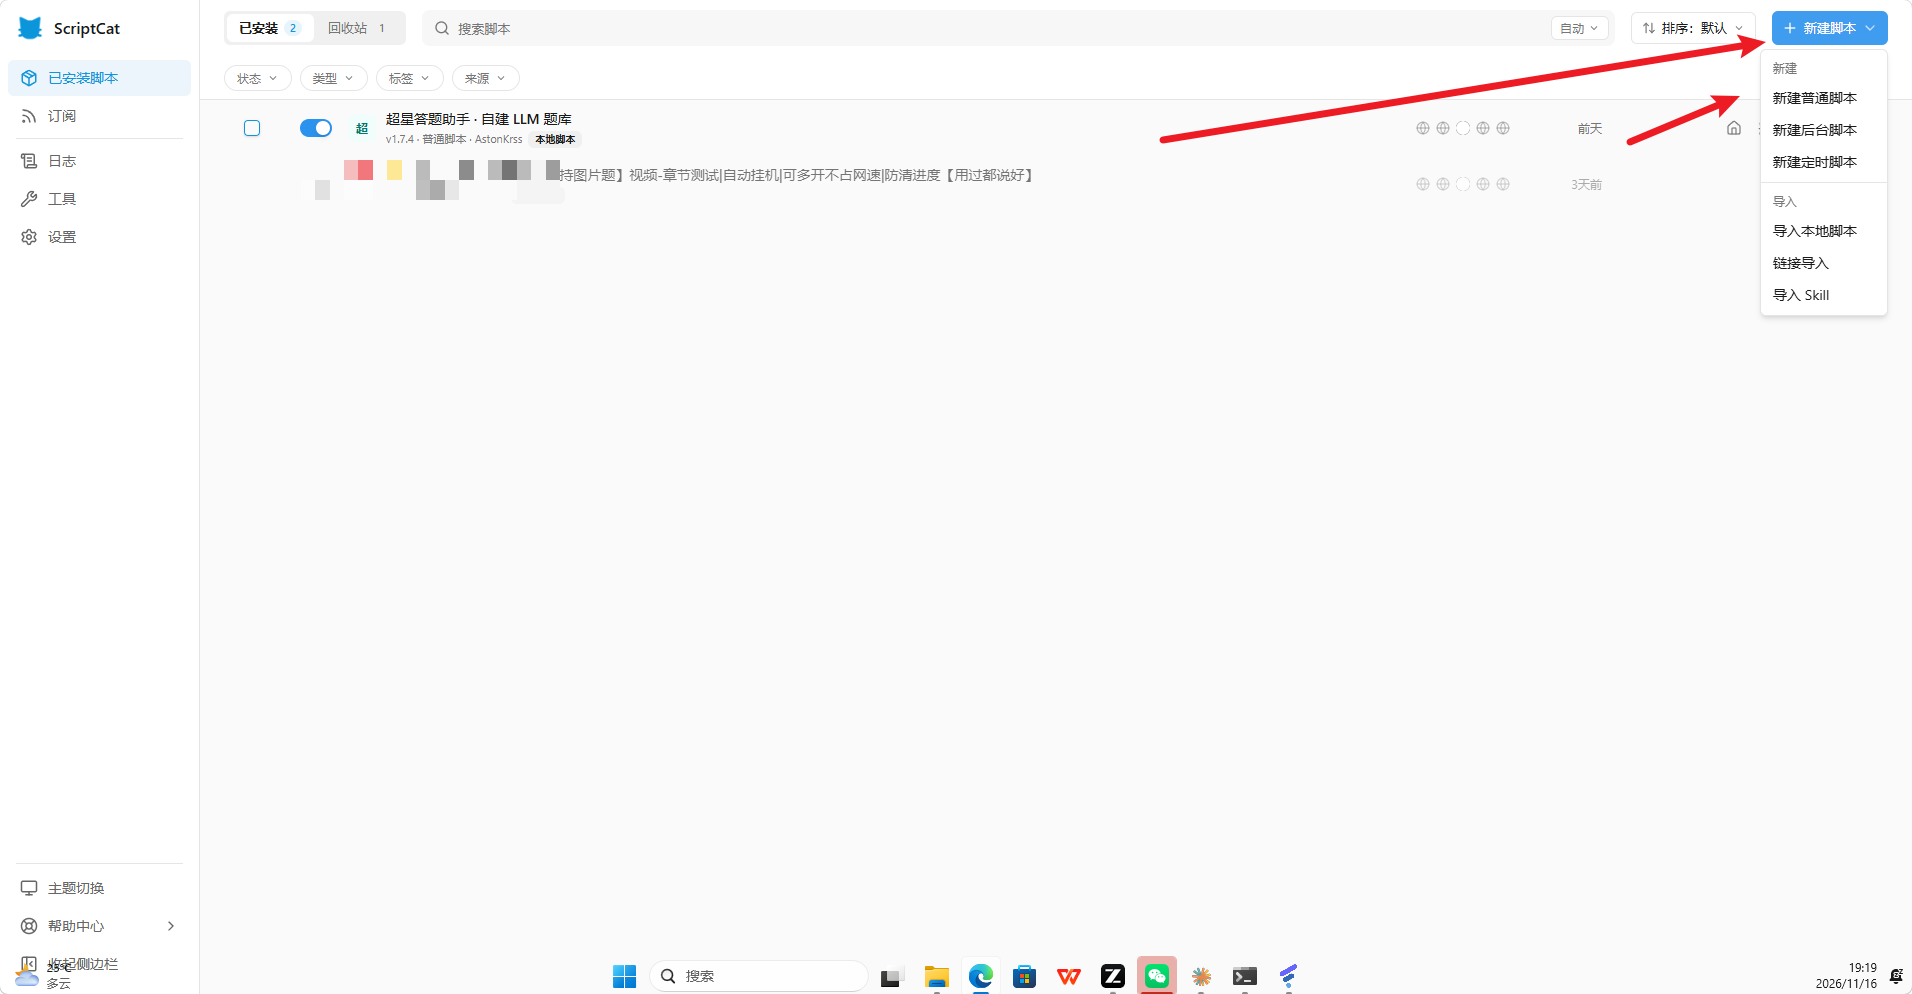 ScriptCat
已安装脚本
订阅
日志
工具
设置
已安装 2
回收站 1
搜索脚本
自动
排序：默认
新建脚本
状态
类型
标签
来源
超
超星答题助手 · 自建 LLM 题库
v1.7.4 · 普通脚本 · AstonKrss 本地脚本
前天
持图片题】视频-章节测试|自动挂机|可多开不占网速|防清进度【用过都说好】
3天前
新建
新建普通脚本
新建后台脚本
新建定时脚本
导入
导入本地脚本
链接导入
导入 Skill
主题切换
帮助中心
收起侧边栏
25°C
多云
搜索
19:19
2026/11/16